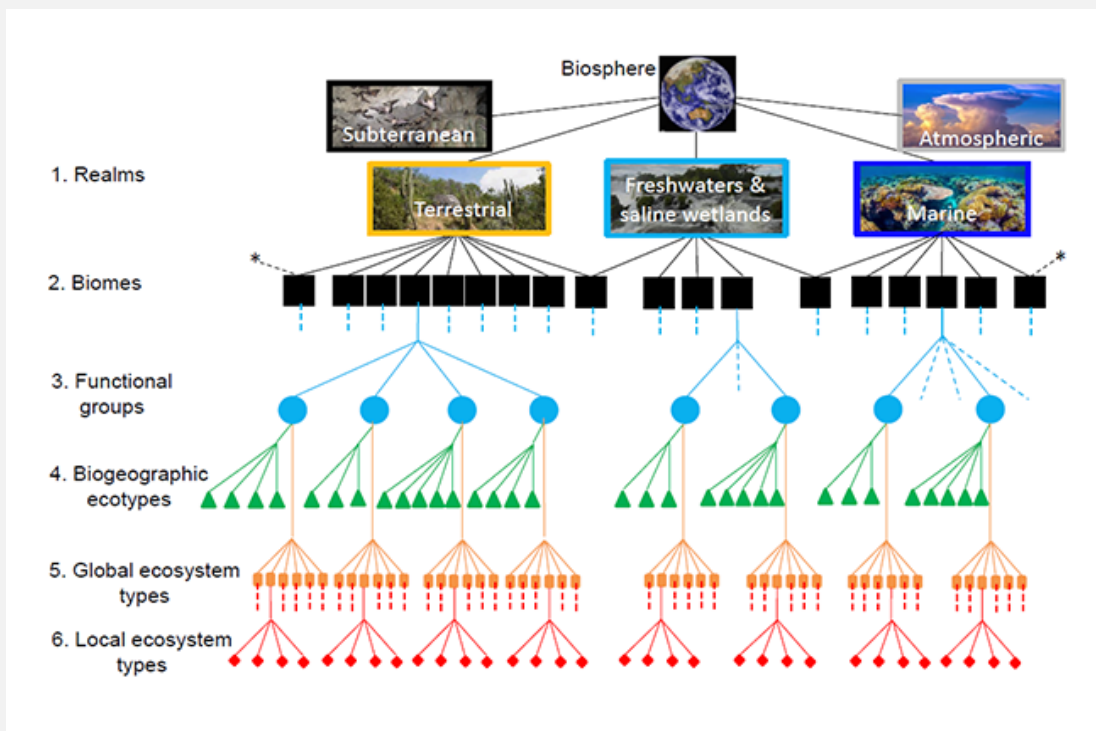 Biosphere
Subterranean
Atmospheric
1. Realms
Terrestrial
Freshwaters &
saline wetlands
Marine
*
*
2. Biomes
3. Functional
groups
4. Biogeographic
ecotypes
5. Global ecosystem
types
6. Local ecosystem
types